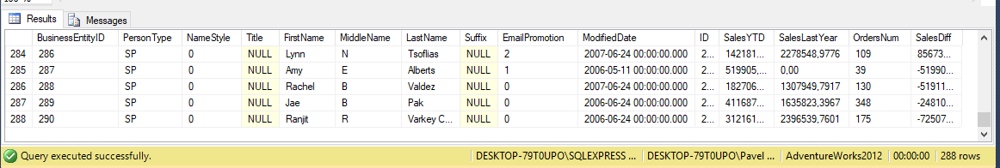 Results Messages
BusinessEntityID PersonType NameStyle Title FirstName MiddleName LastName Suffix EmailPromotion ModifiedDate ID SalesYTD SalesLastYear OrdersNum SalesDiff
284 286 SP 0 NULL Lynn N Tsoflias NULL 2 2007-06-24 00:00:00.000 2... 142181... 2278548,9776 109 85673...
285 287 SP 0 NULL Amy E Alberts NULL 1 2006-05-11 00:00:00.000 2... 519905,... 0,00 39 -51990...
286 288 SP 0 NULL Rachel B Valdez NULL 0 2007-06-24 00:00:00.000 2... 182706... 1307949,7917 130 -51911...
287 289 SP 0 NULL Jae B Pak NULL 0 2006-06-24 00:00:00.000 2... 411687... 1635823,3967 348 -24810...
288 290 SP 0 NULL Ranjit R Varkey C... NULL 0 2006-06-24 00:00:00.000 2... 312161... 2396539,7601 175 -72507...
Query executed successfully. DESKTOP-79T0UPO\SQLEXPRESS ... DESKTOP-79T0UPO\Pavel ... AdventureWorks2012 00:00:00 288 rows